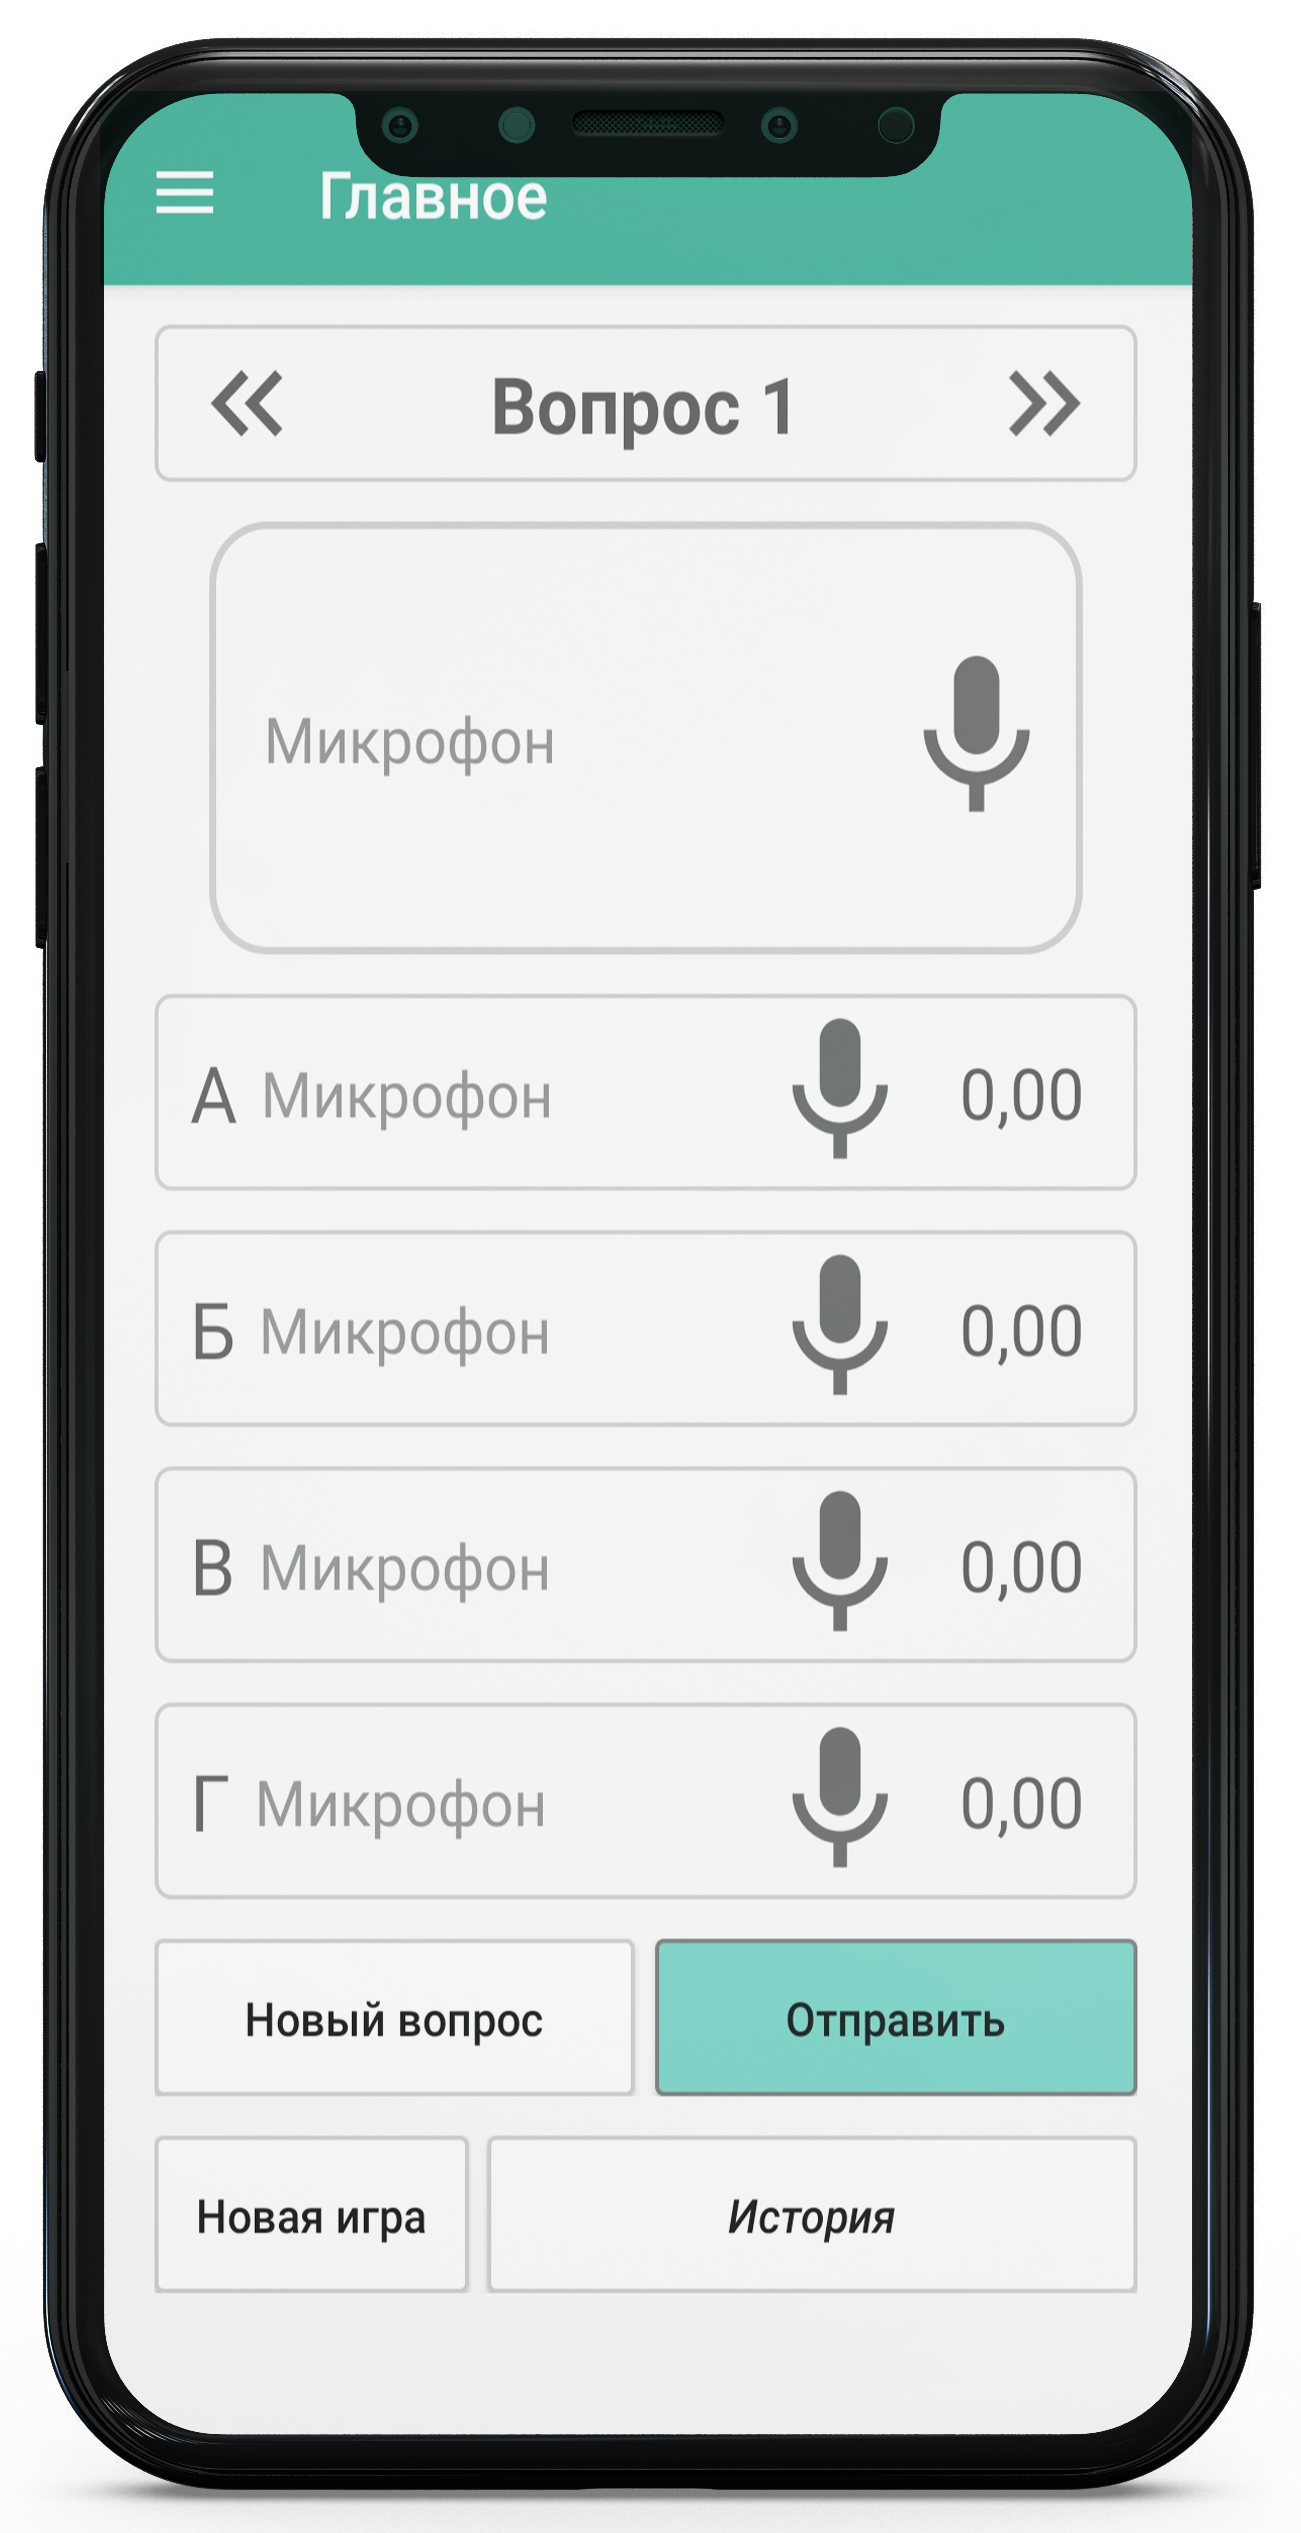 Главное
Вопрос 1
Микрофон
А Микрофон 0,00
Б Микрофон 0,00
В Микрофон 0,00
Г Микрофон 0,00
Новый вопрос Отправить
Новая игра История